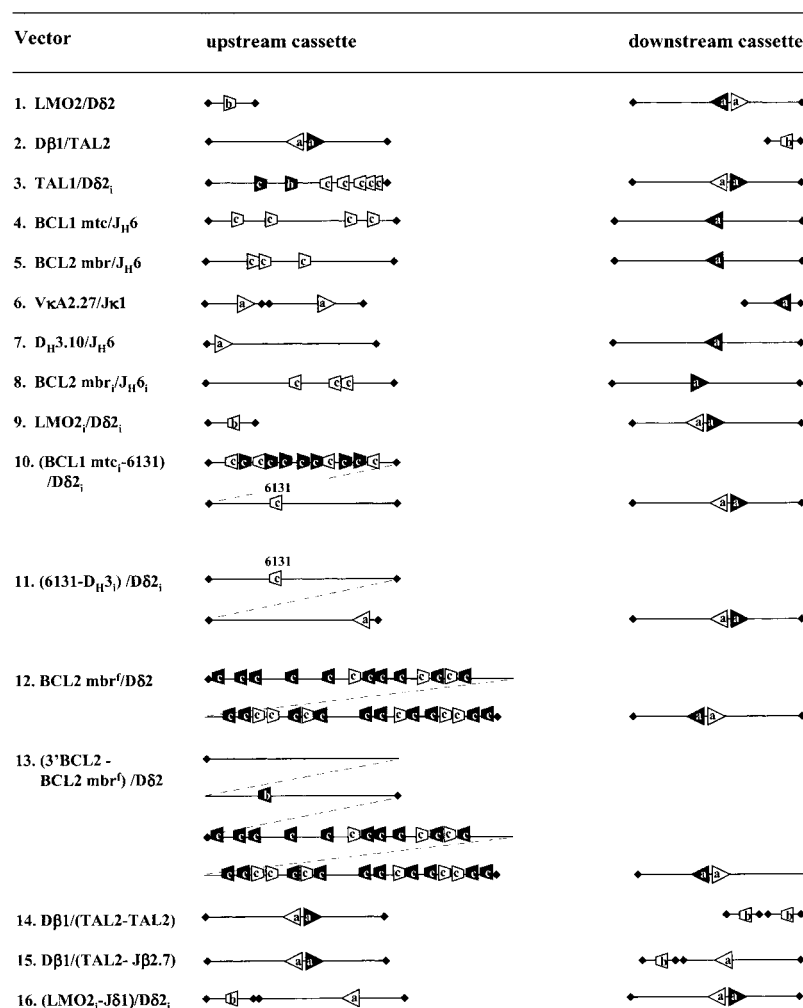 Vector upstream cassette downstream cassette
1. LMO2/Dδ2 b a a
2. Dβ1/TAL2 a a b
3. TAL1/Dδ2i c b c c c c c a a
4. BCL1 mtc/JH6 c c c c a
5. BCL2 mbr/JH6 c c c a
6. VκA2.27/Jκ1 a a a
7. DH3.10/JH6 a a
8. BCL2 mbri/JH6i c c c a
9. LMO2i/Dδ2i b a a
10. (BCL1 mtci-6131) c c c c c c c c c c c
/Dδ2i 6131 c a a
11. (6131-DH3i) /Dδ2i 6131 c
a a a
12. BCL2 mbrf/Dδ2 c c c c c c c c c c c c
c c c c c c c c c c c c c c c c a a
13. (3'BCL2 -
BCL2 mbrf) /Dδ2 b
c c c c c c c c c c c c
c c c c c c c c c c c c c c c c a a
14. Dβ1/(TAL2-TAL2) a a b b
15. Dβ1/(TAL2- Jβ2.7) a a b a
16. (LMO2i-Jδ1)/Dδ2i b a a a